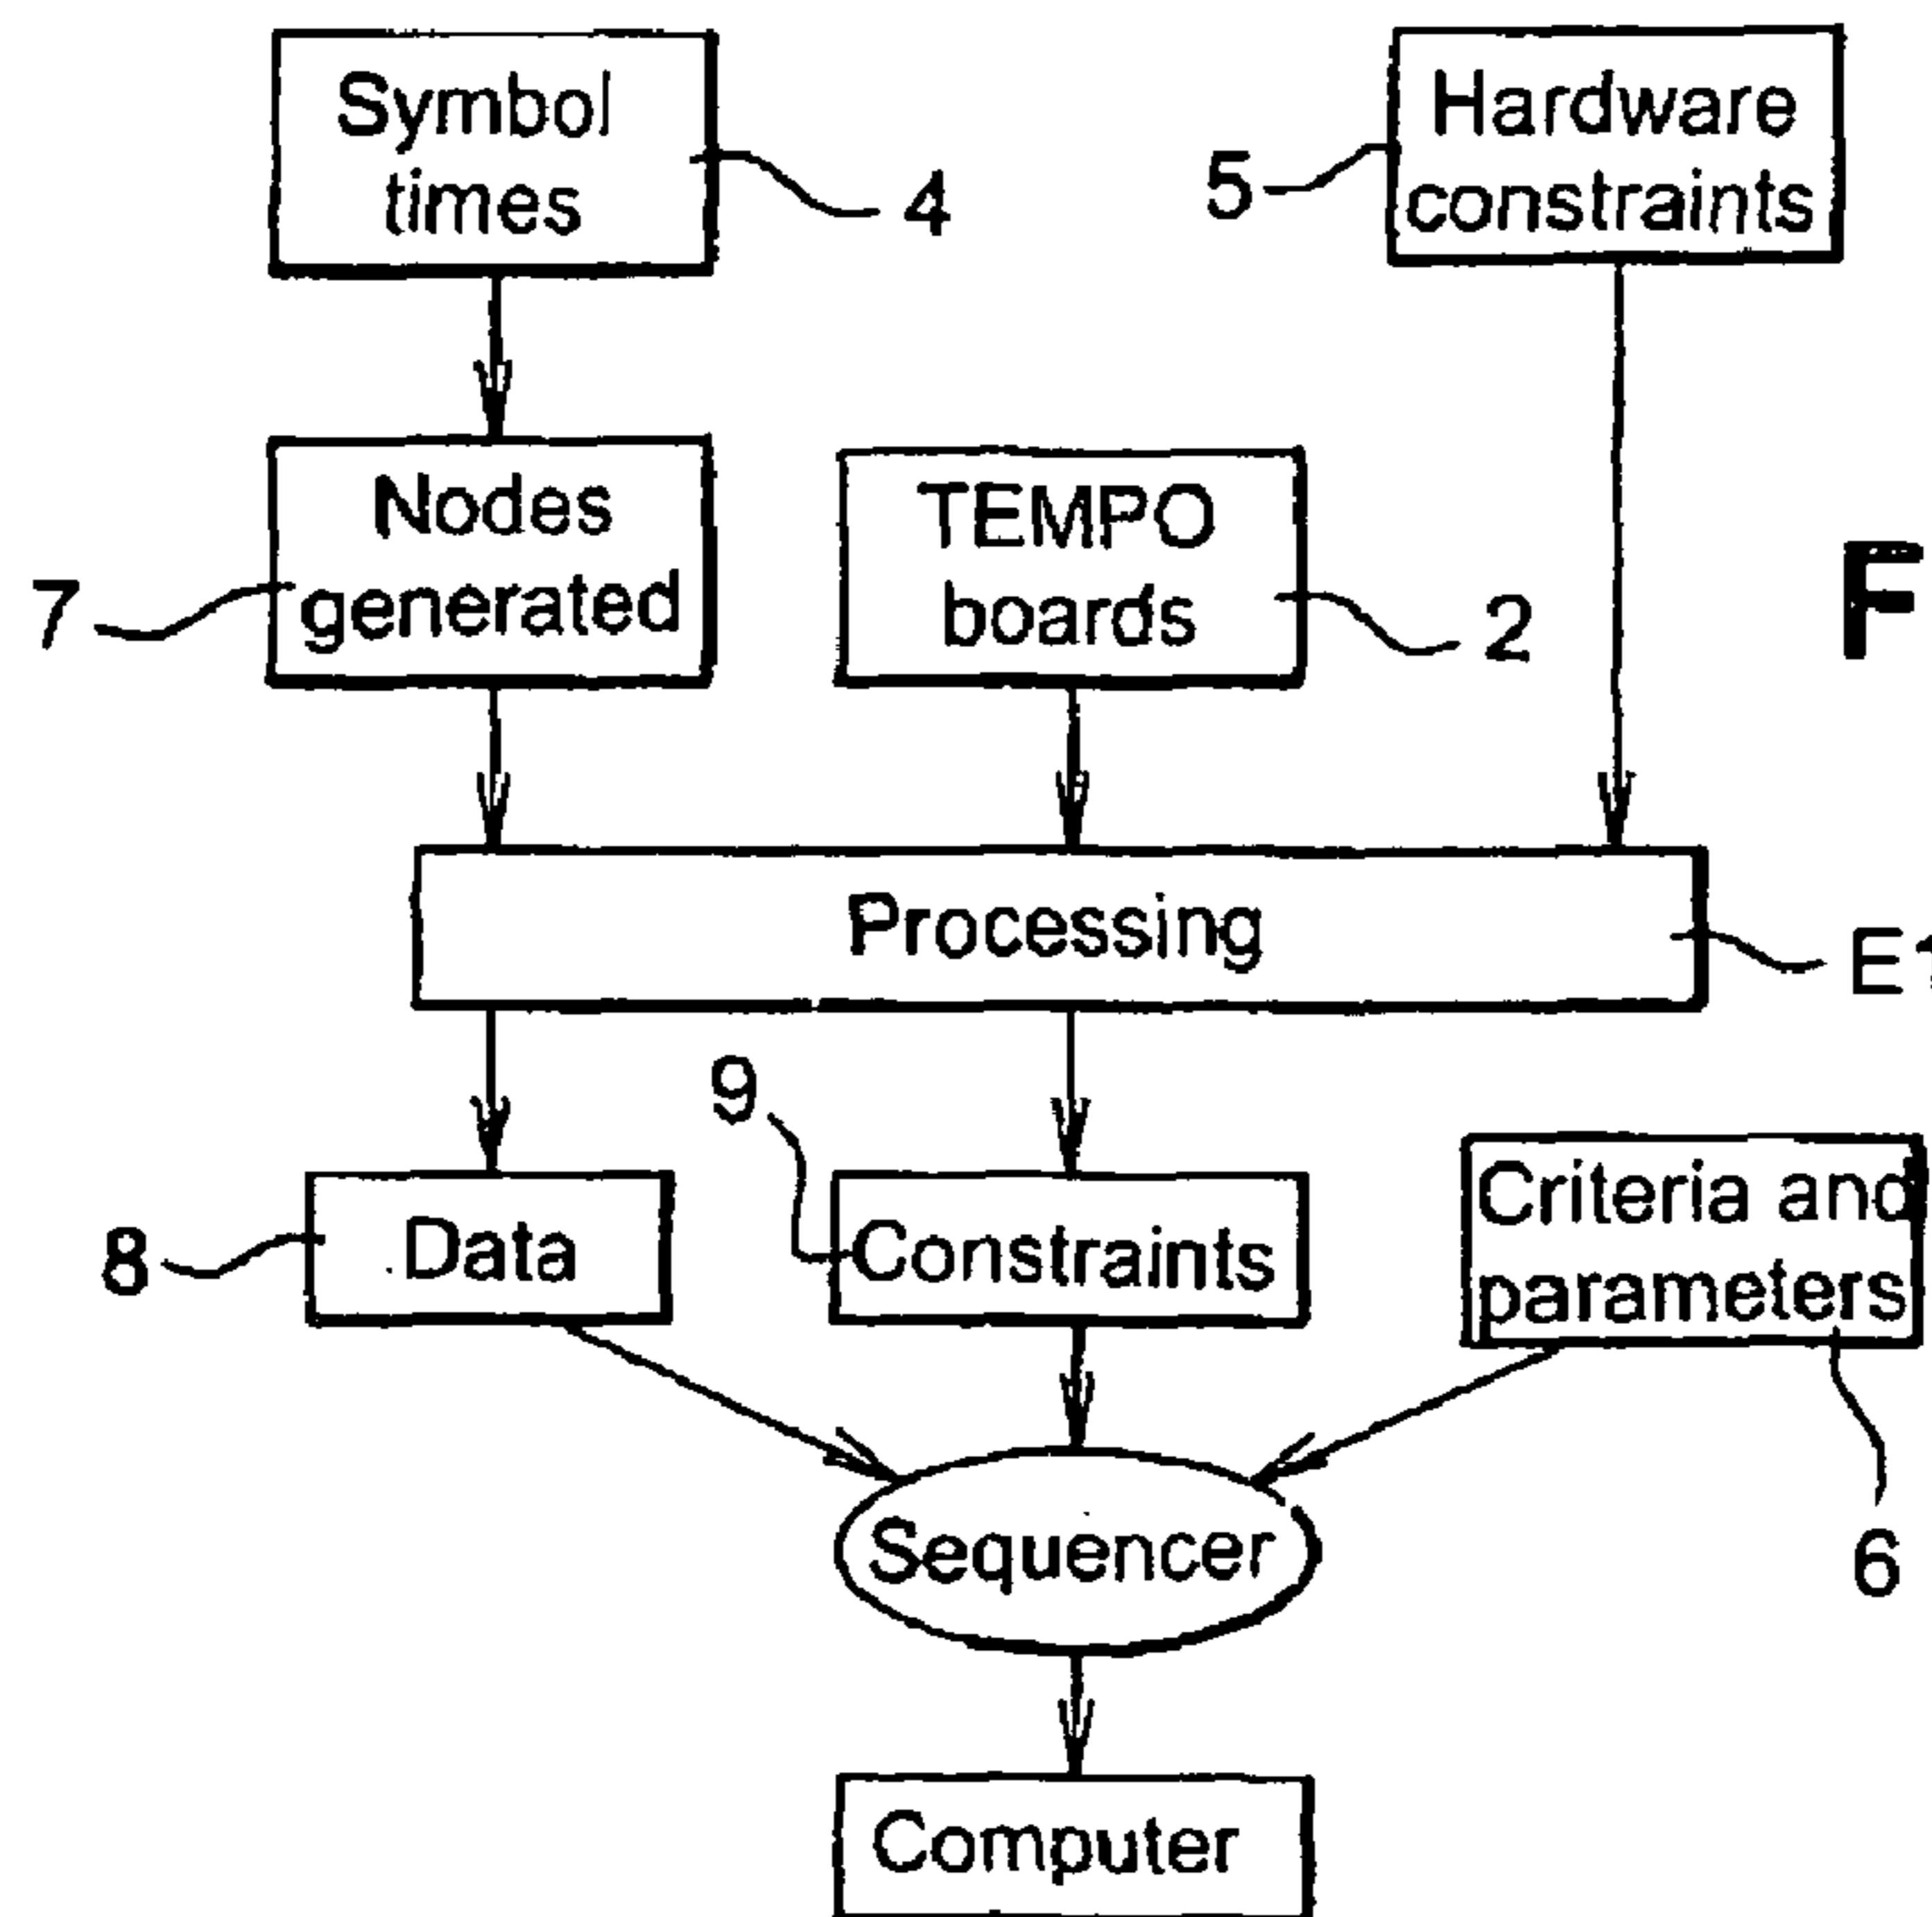 Symbol
times
4
5
Hardware
constraints
7
Nodes
generated
TEMPO
boards
2
F
Processing
E1
9
8
Data
Constraints
Criteria and
parameters
Sequencer
6
Computer